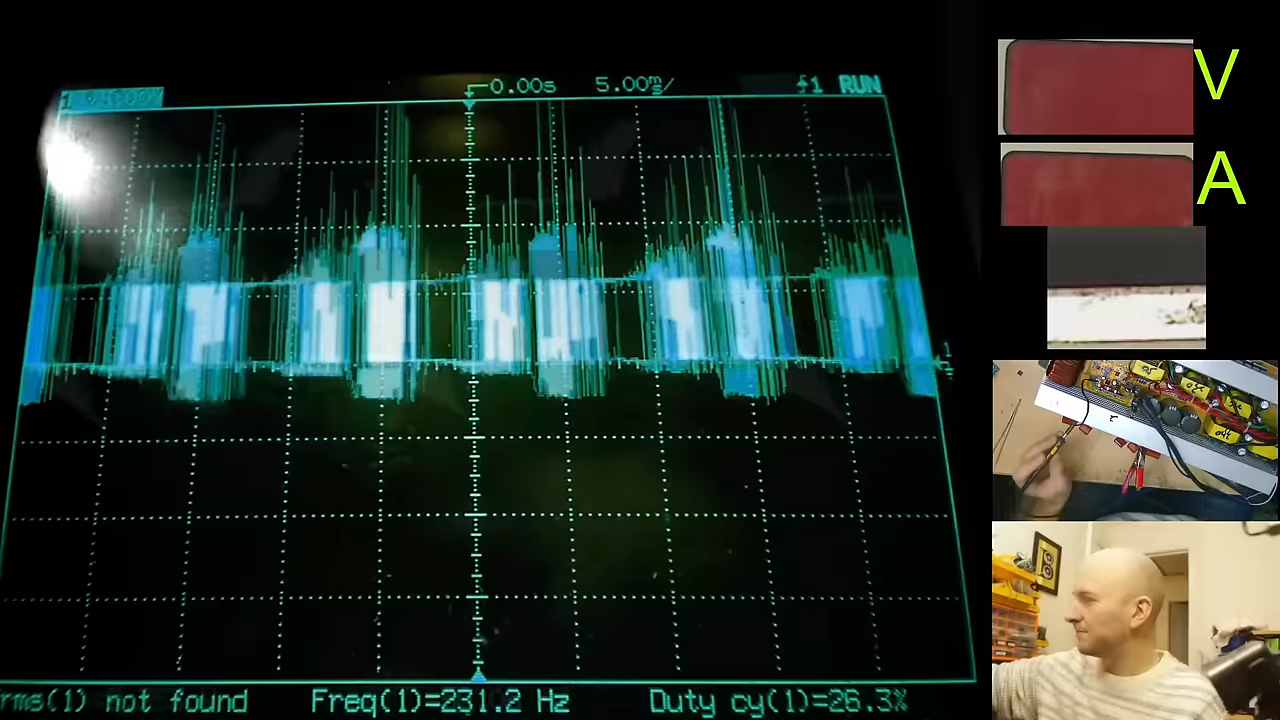 1 0.00s 5.00m/s ƒ1 RUN
V
A
rms(1) not found Freq(1)=231.2 Hz Duty cy(1)=26.3%